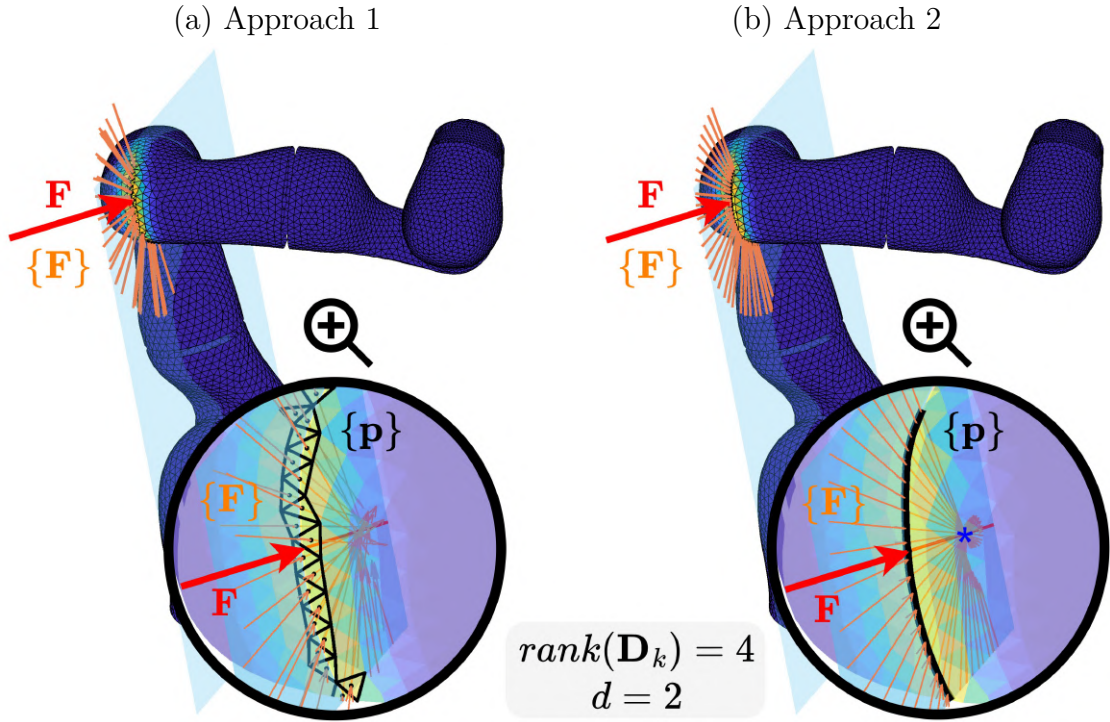 (a) Approach 1
(b) Approach 2
F
{F}
{p}
{F}
F
F
{F}
{p}
{F}
F
*
rank(D_k) = 4
d = 2